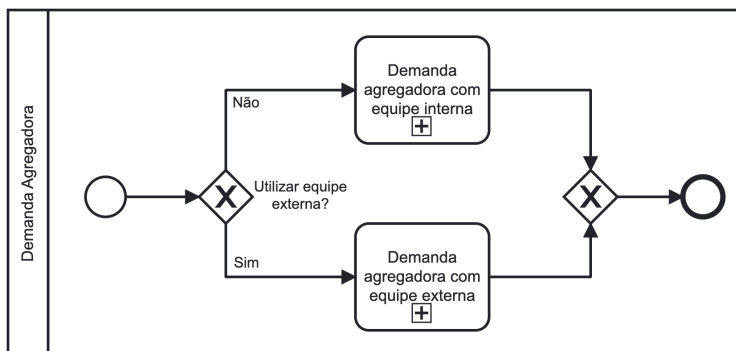 Demanda Agregadora
Não
Utilizar equipe
externa?
Sim
Demanda
agregadora com
equipe interna
Demanda
agregadora com
equipe externa